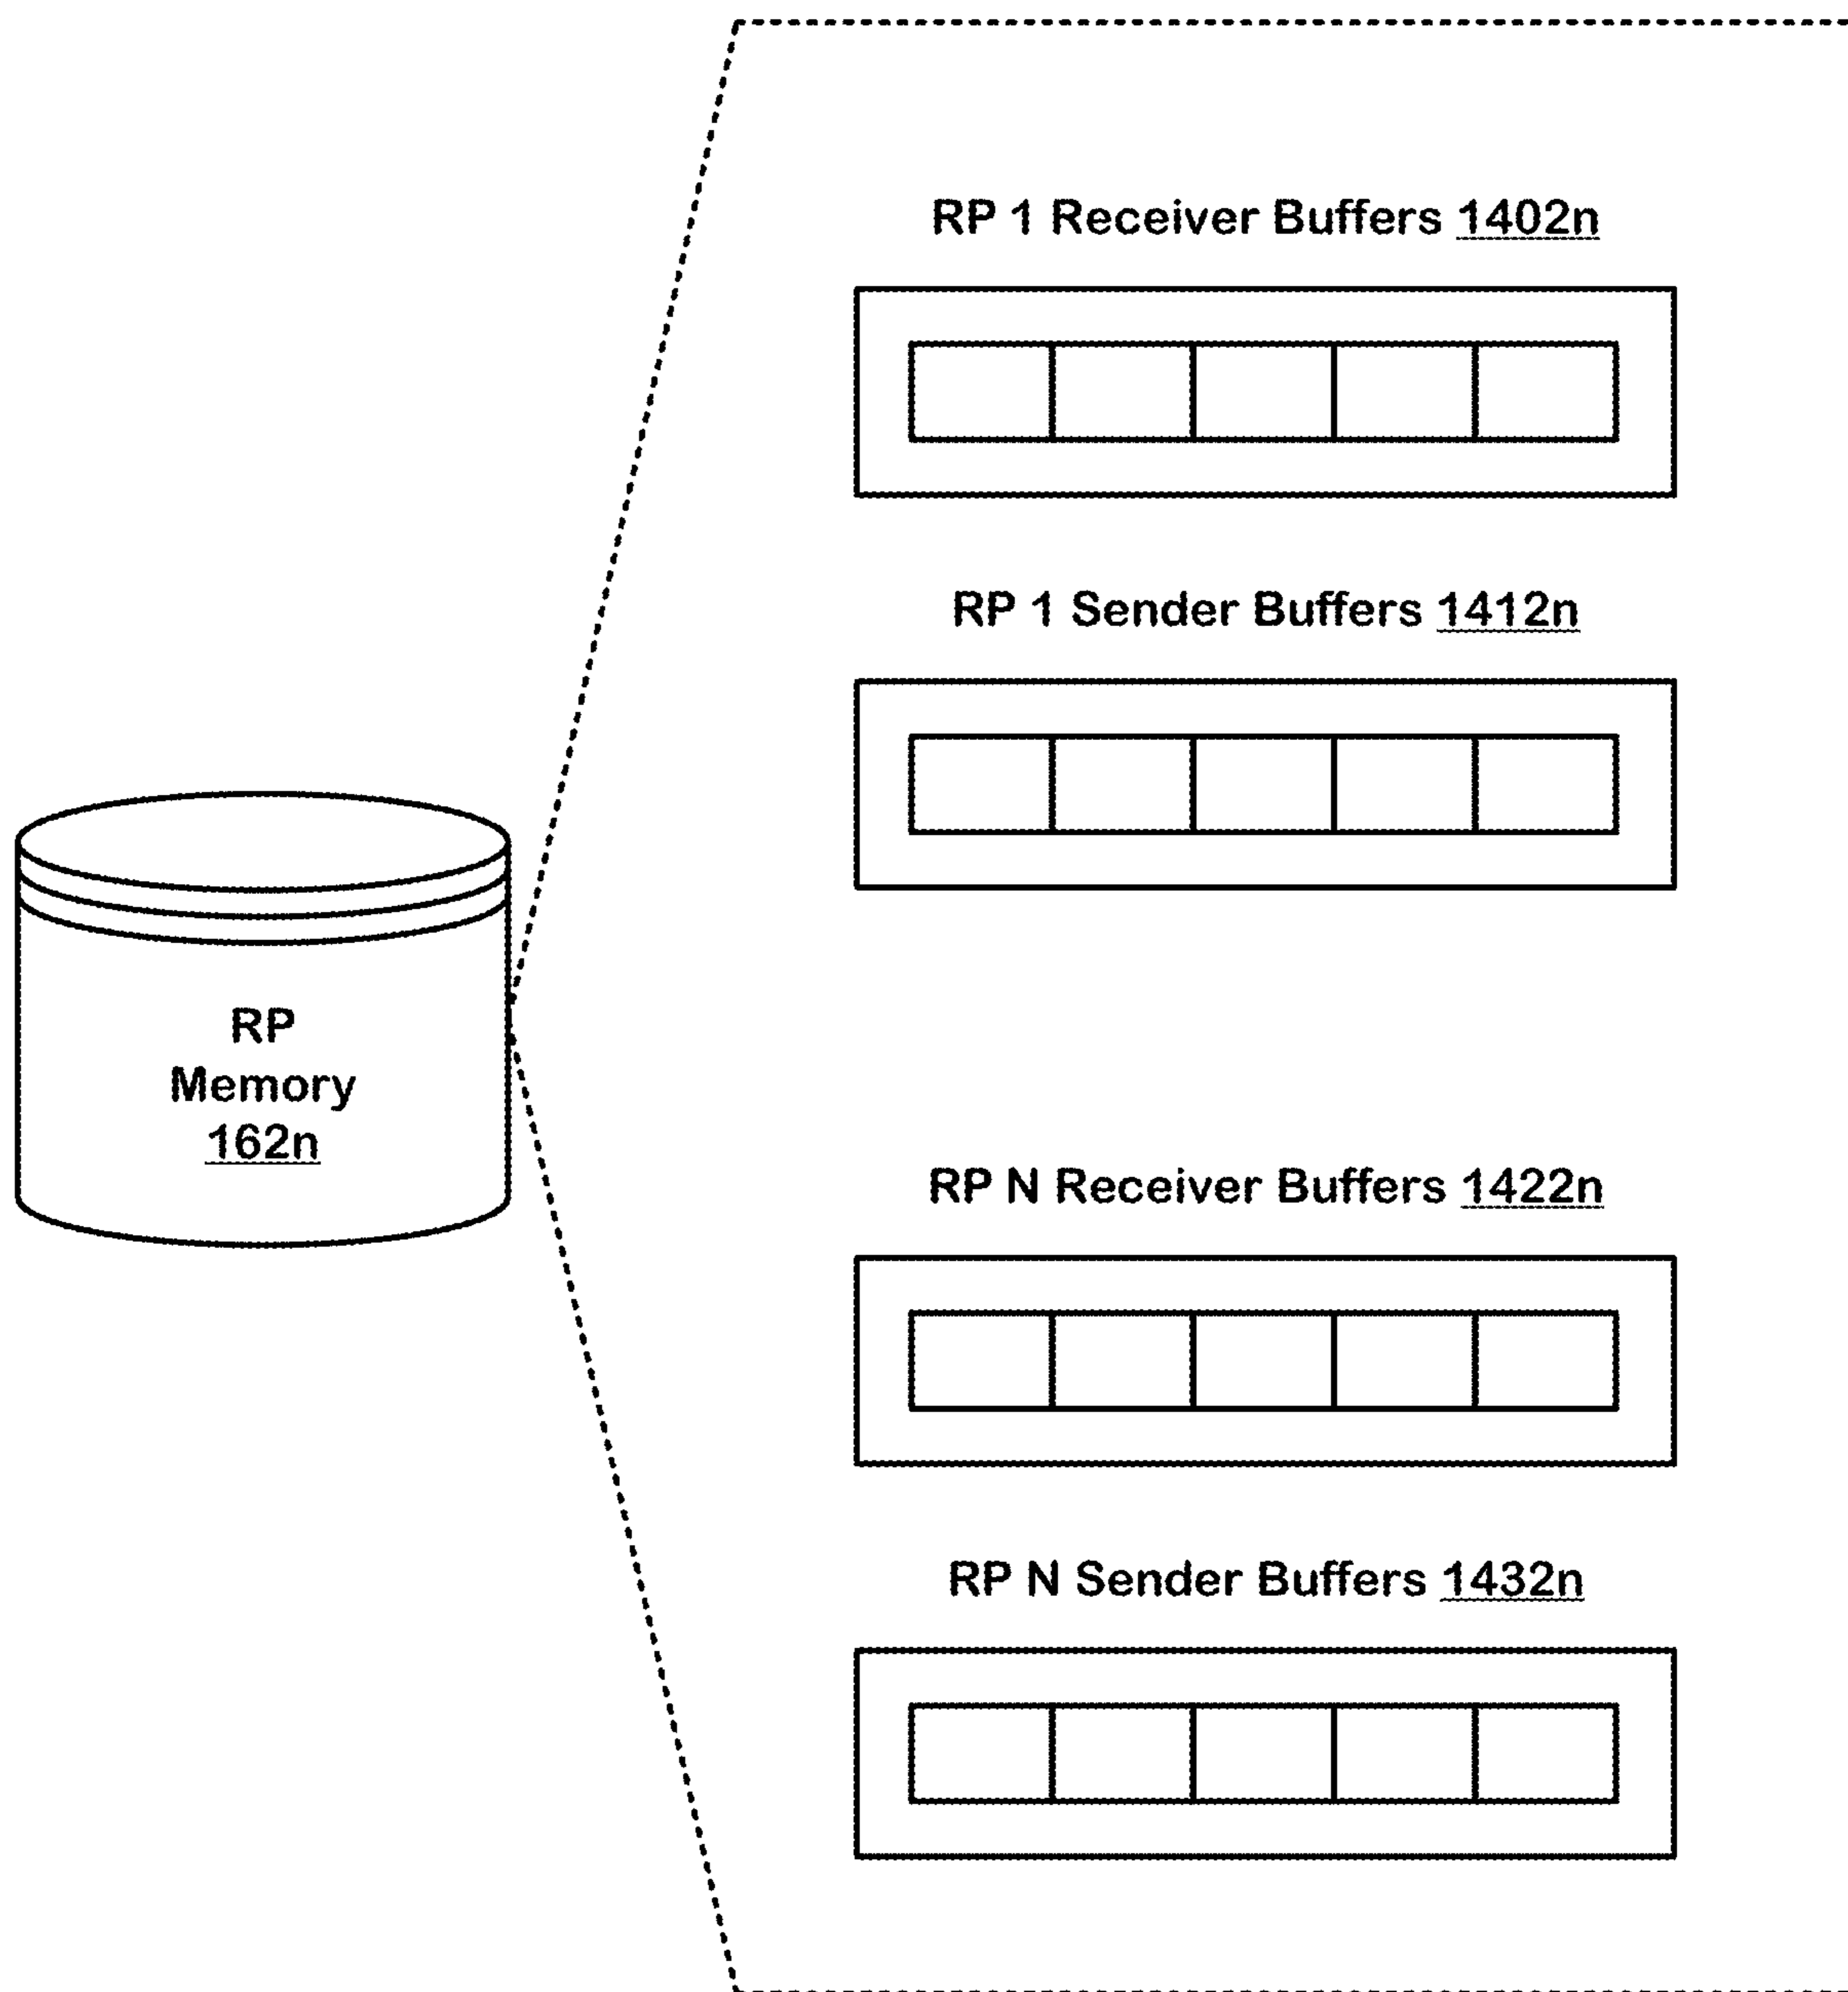 RP 1 Receiver Buffers 1402n
RP 1 Sender Buffers 1412n
RP
Memory
162n
RP N Receiver Buffers 1422n
RP N Sender Buffers 1432n